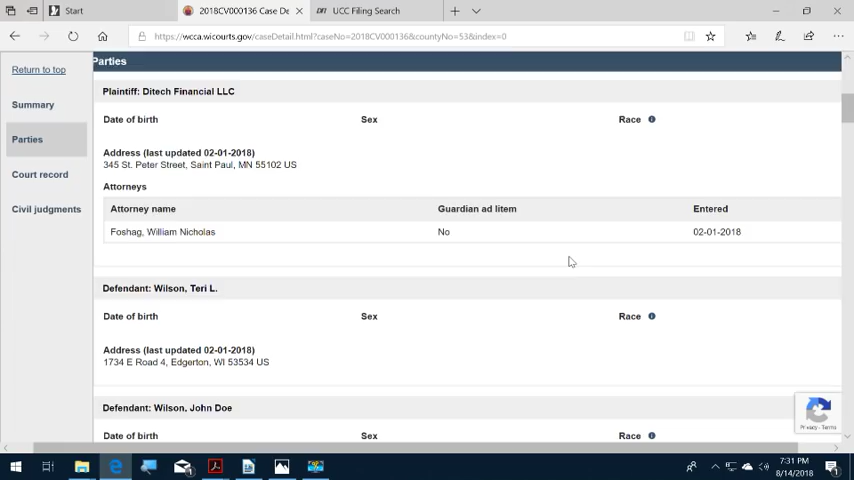 Start
2018CV000136 Case De
UCC Filing Search
https://wcca.wicourts.gov/caseDetail.html?caseNo=2018CV000136&countyNo=53&index=0
Return to top
Summary
Parties
Court record
Civil judgments
Parties
Plaintiff: Ditech Financial LLC
Date of birth Sex Race
Address (last updated 02-01-2018)
345 St. Peter Street, Saint Paul, MN 55102 US
Attorneys
Attorney name Guardian ad litem Entered
Foshag, William Nicholas No 02-01-2018
Defendant: Wilson, Teri L.
Date of birth Sex Race
Address (last updated 02-01-2018)
1734 E Road 4, Edgerton, WI 53534 US
Defendant: Wilson, John Doe
Date of birth Sex Race
Privacy - Terms
7:31 PM
8/14/2018